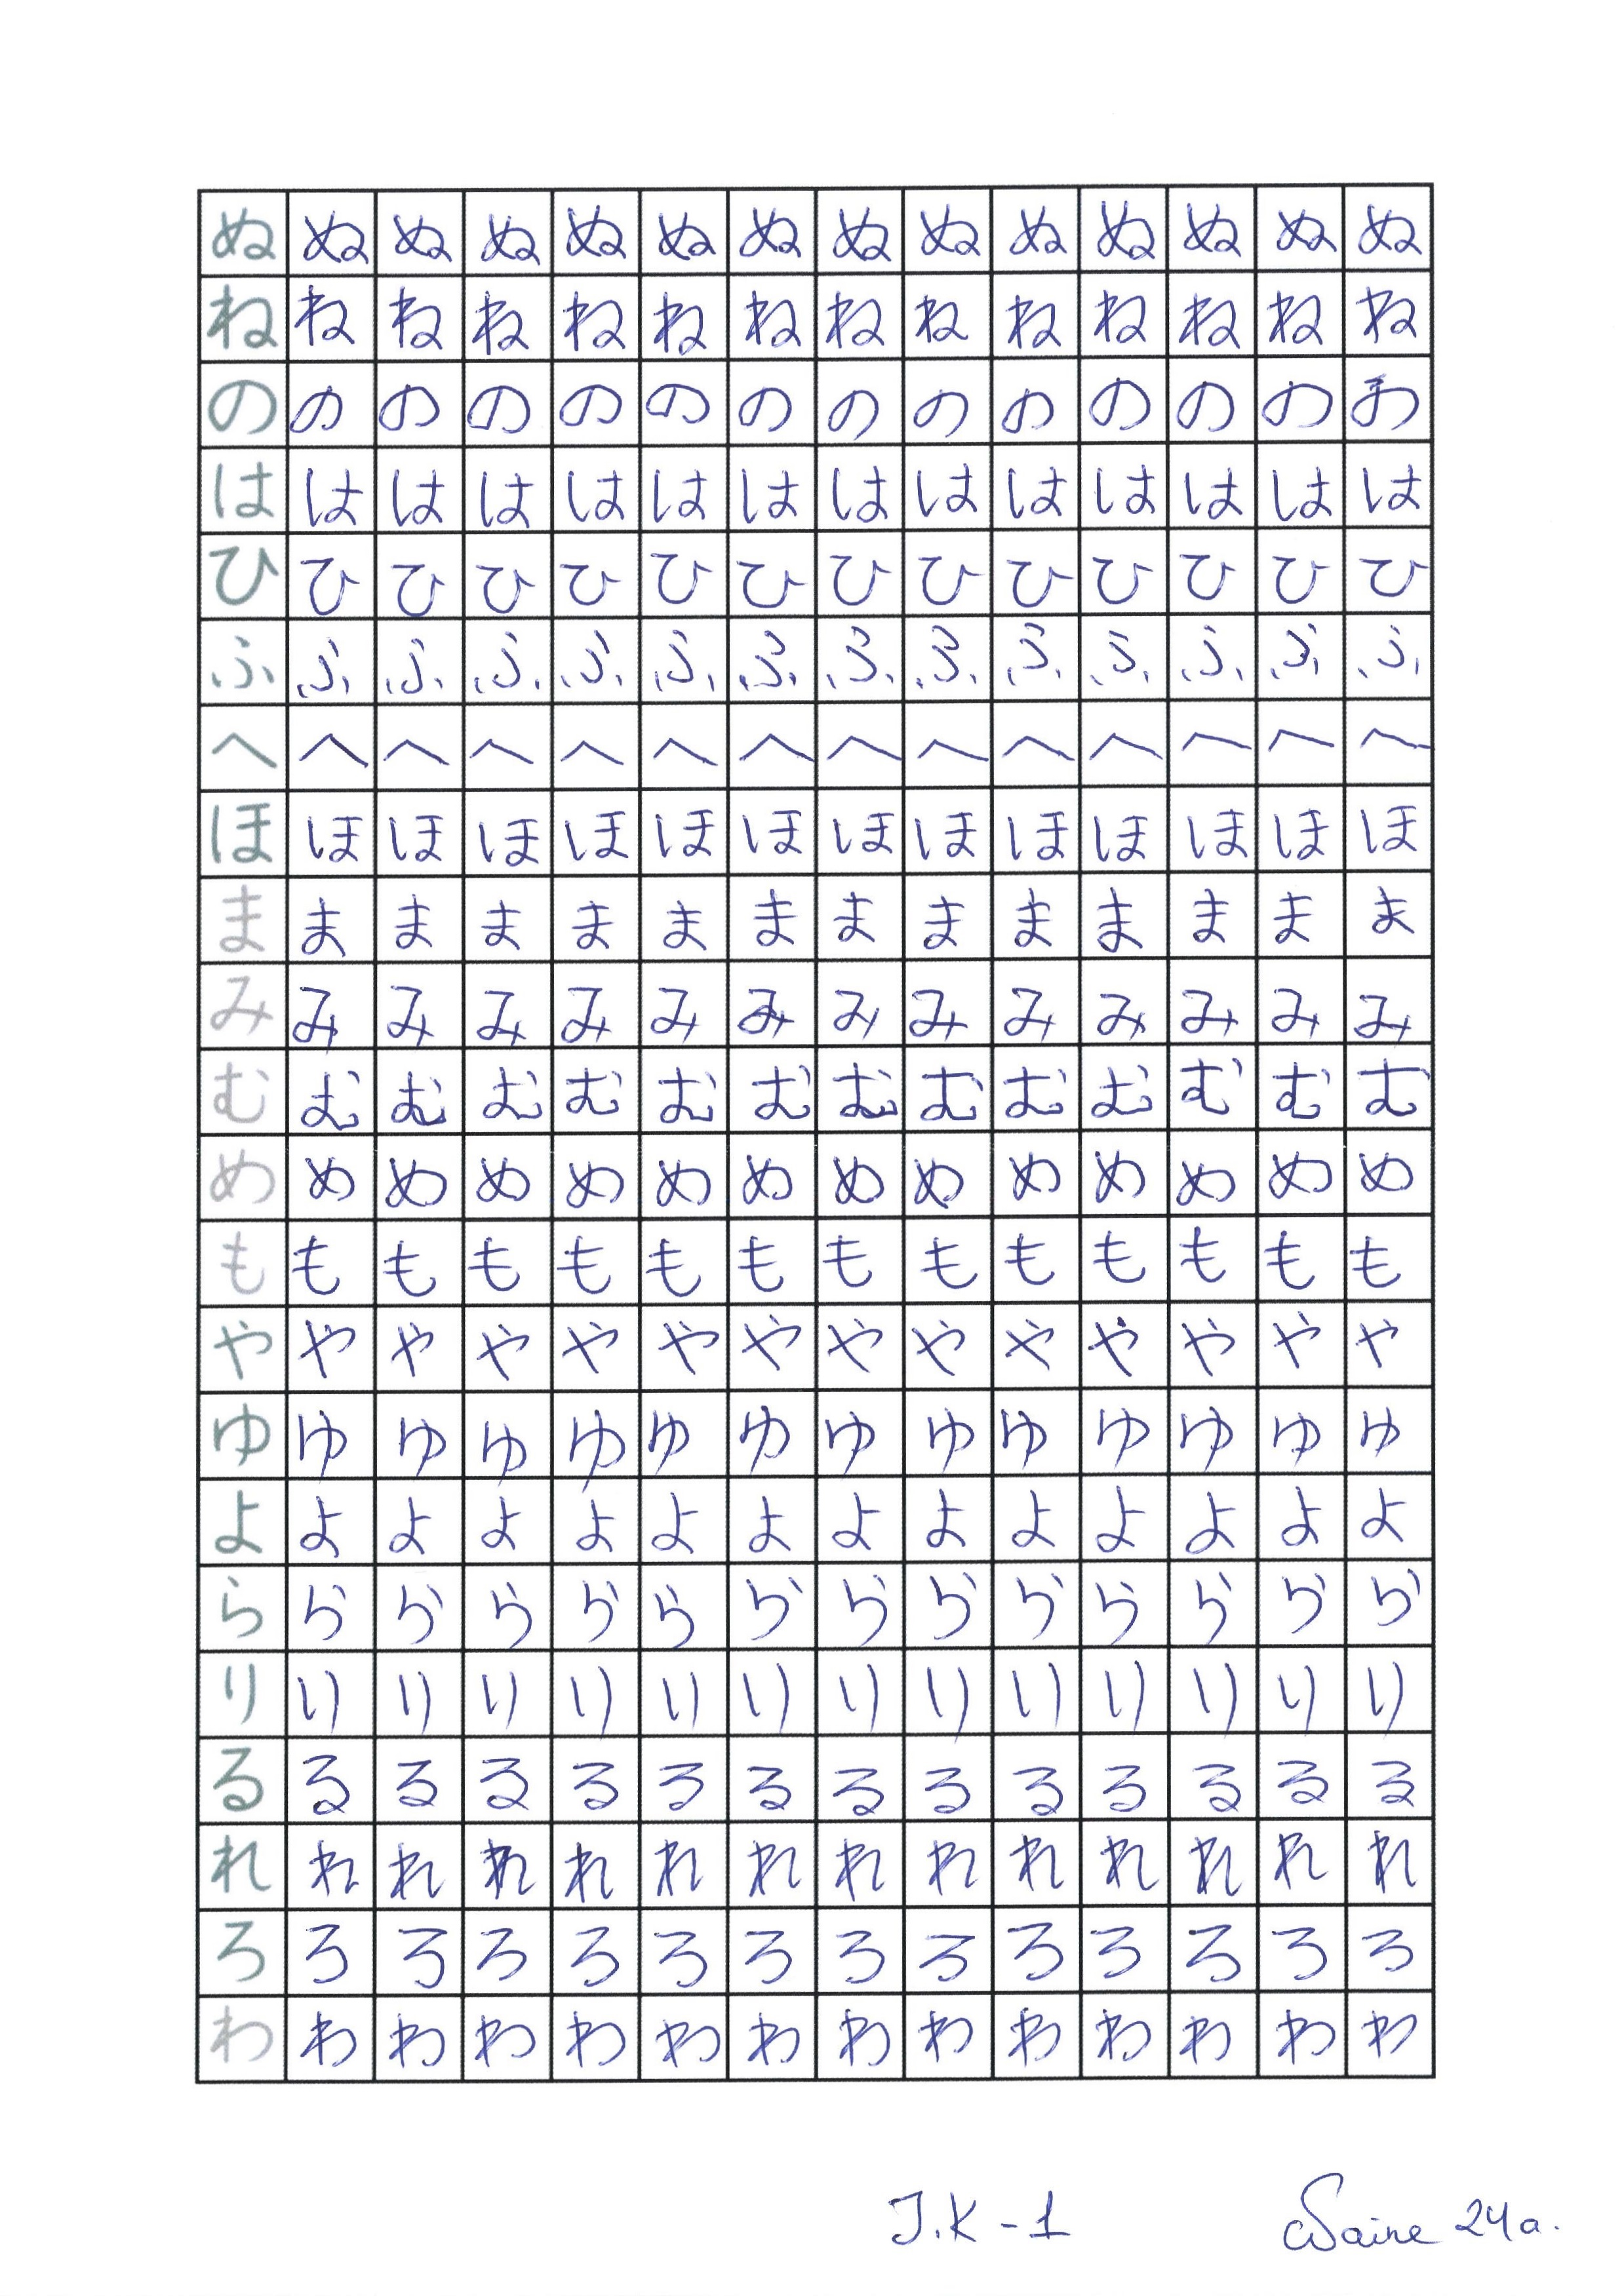 ぬ ぬ ぬ ぬ ぬ ぬ ぬ ぬ ぬ ぬ ぬ ぬ ぬ ぬ
ね ね ね ね ね ね ね ね ね ね ね ね ね ね
の の の の の の の の の の の の の
は は は は は は は は は は は は は は
ひ ひ ひ ひ ひ ひ ひ ひ ひ ひ ひ ひ ひ ひ
ふ ふ ふ ふ ふ ふ ふ ふ ふ ふ ふ ふ ふ ふ
へ へ へ へ へ へ へ へ へ へ へ へ へ へ
ほ ほ ほ ほ ほ ほ ほ ほ ほ ほ ほ ほ ほ ほ
ま ま ま ま ま ま ま ま ま ま ま ま ま ま
み み み み み み み み み み み み み み
む む む む む む む む む む む む む む
め め め め め め め め め め め め め め
も も も も も も も も も も も も も も
や や や や や や や や や や や や や や
ゆ ゆ ゆ ゆ ゆ ゆ ゆ ゆ ゆ ゆ ゆ ゆ ゆ ゆ
よ よ よ よ よ よ よ よ よ よ よ よ よ よ
ら ら ら ら ら ら ら ら ら ら ら ら ら ら
り り り り り り り り り り り り り り
る る る る る る る る る る る る る る
れ れ れ れ れ れ れ れ れ れ れ れ れ れ
ろ ろ ろ ろ ろ ろ ろ ろ ろ ろ ろ ろ ろ ろ
わ わ わ わ わ わ わ わ わ わ わ わ わ わ
J.K - 1 24a.